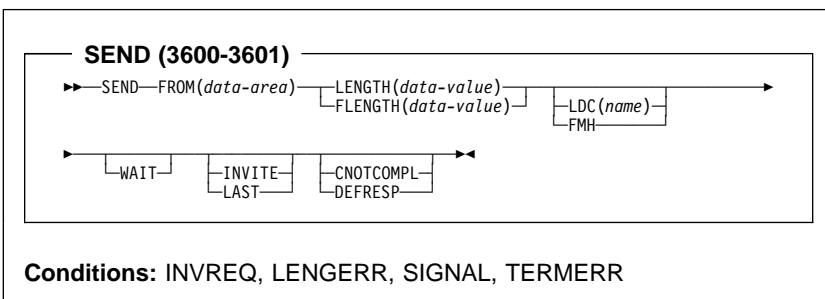 SEND (3600-3601)
SEND FROM(data-area) LENGTH(data-value)
FLENGTH(data-value) LDC(name)
FMH
WAIT INVITE CNOTCOMPL
LAST DEFRESP
Conditions: INVREQ, LENGERR, SIGNAL, TERMERR